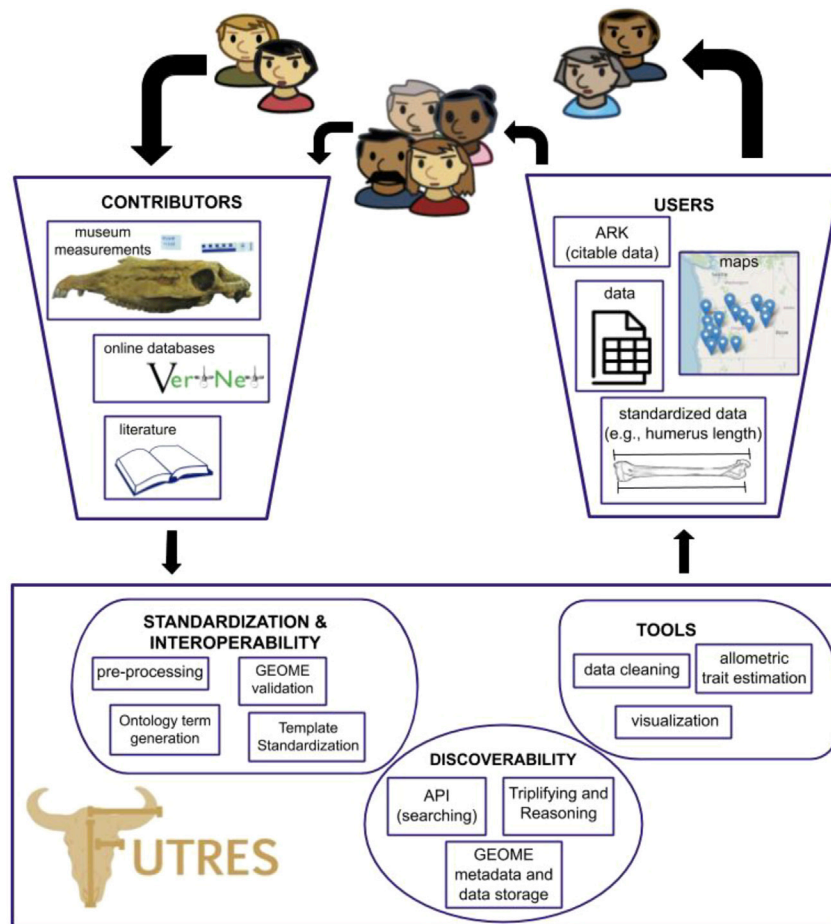 CONTRIBUTORS
museum
measurements
online databases
VertNet
literature
USERS
ARK
(citable data)
data
maps
standardized data
(e.g., humerus length)
STANDARDIZATION &
INTEROPERABILITY
pre-processing
GEOME
validation
Ontology term
generation
Template
Standardization
TOOLS
data cleaning
allometric
trait estimation
visualization
DISCOVERABILITY
API
(searching)
Triplifying and
Reasoning
GEOME
metadata and
data storage
FUTRES